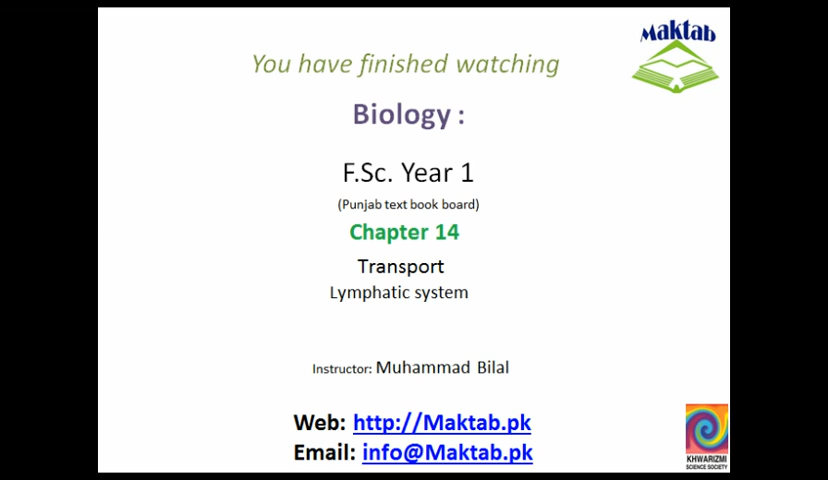 Maktab
You have finished watching
Biology :
F.Sc. Year 1
(Punjab text book board)
Chapter 14
Transport
Lymphatic system
Instructor: Muhammad Bilal
Web: http://Maktab.pk
Email: info@Maktab.pk
KHWARIZMI
SCIENCE SOCIETY